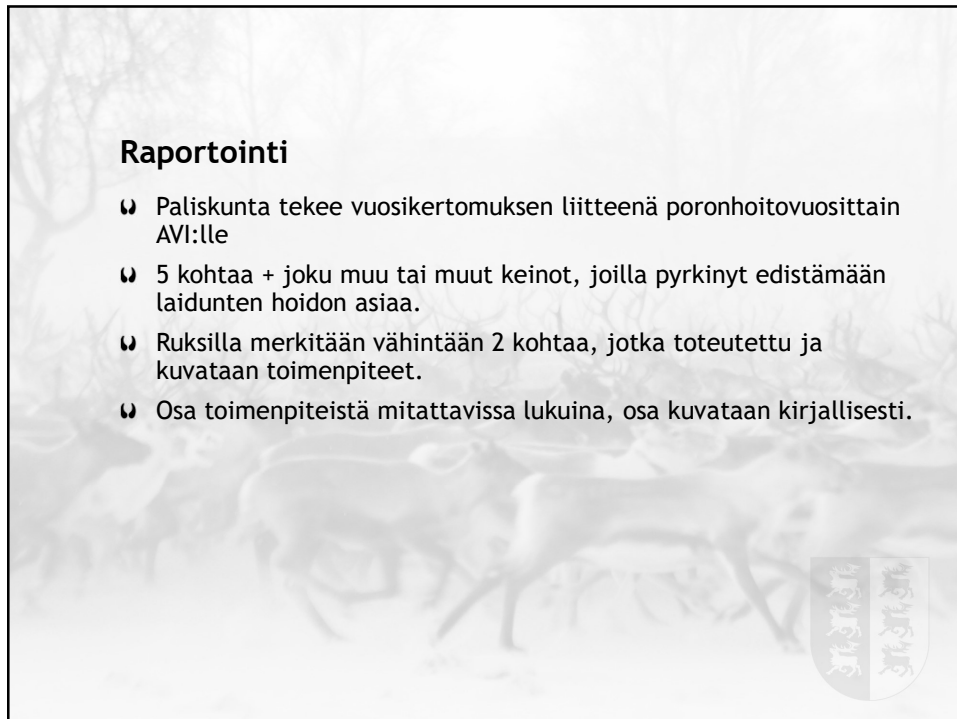 Raportointi
Paliskunta tekee vuosikertomuksen liitteenä poronhoitovuosittain
AVI:lle
5 kohtaa + joku muu tai muut keinot, joilla pyrkinyt edistämään
laidunten hoidon asiaa.
Ruksilla merkitään vähintään 2 kohtaa, jotka toteutettu ja
kuvataan toimenpiteet.
Osa toimenpiteistä mitattavissa lukuina, osa kuvataan kirjallisesti.